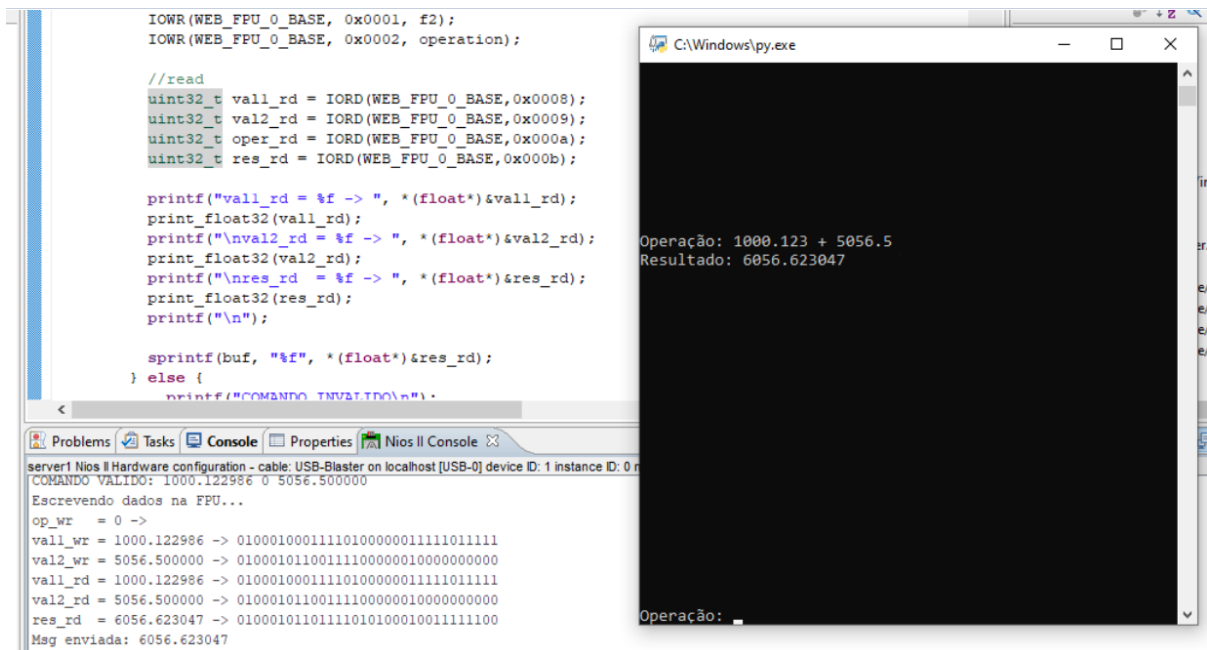 IOWR(WEB_FPU_0_BASE, 0x0001, f2);
IOWR(WEB_FPU_0_BASE, 0x0002, operation);
//read
uint32_t val1_rd = IORD(WEB_FPU_0_BASE,0x0008);
uint32_t val2_rd = IORD(WEB_FPU_0_BASE,0x0009);
uint32_t oper_rd = IORD(WEB_FPU_0_BASE,0x000a);
uint32_t res_rd = IORD(WEB_FPU_0_BASE,0x000b);
printf("val1_rd = %f -> ", *(float*)&val1_rd);
print_float32(val1_rd);
printf("\nval2_rd = %f -> ", *(float*)&val2_rd);
print_float32(val2_rd);
printf("\nres_rd  = %f -> ", *(float*)&res_rd);
print_float32(res_rd);
printf("\n");
sprintf(buf, "%f", *(float*)&res_rd);
} else {
printf("COMANDO INVALIDO\n");
Problems Tasks Console Properties Nios II Console
server1 Nios II Hardware configuration - cable: USB-Blaster on localhost [USB-0] device ID: 1 instance ID: 0
COMANDO VALIDO: 1000.122986 0 5056.500000
Escrevendo dados na FPU...
op_wr   = 0 ->
val1_wr = 1000.122986 -> 01000100011110100000011111011111
val2_wr = 5056.500000 -> 01000101100111100000010000000000
val1_rd = 1000.122986 -> 01000100011110100000011111011111
val2_rd = 5056.500000 -> 01000101100111100000010000000000
res_rd  = 6056.623047 -> 01000101101111010100010011111100
Msg enviada: 6056.623047
C:\Windows\py.exe
Operação: 1000.123 + 5056.5
Resultado: 6056.623047
Operação: